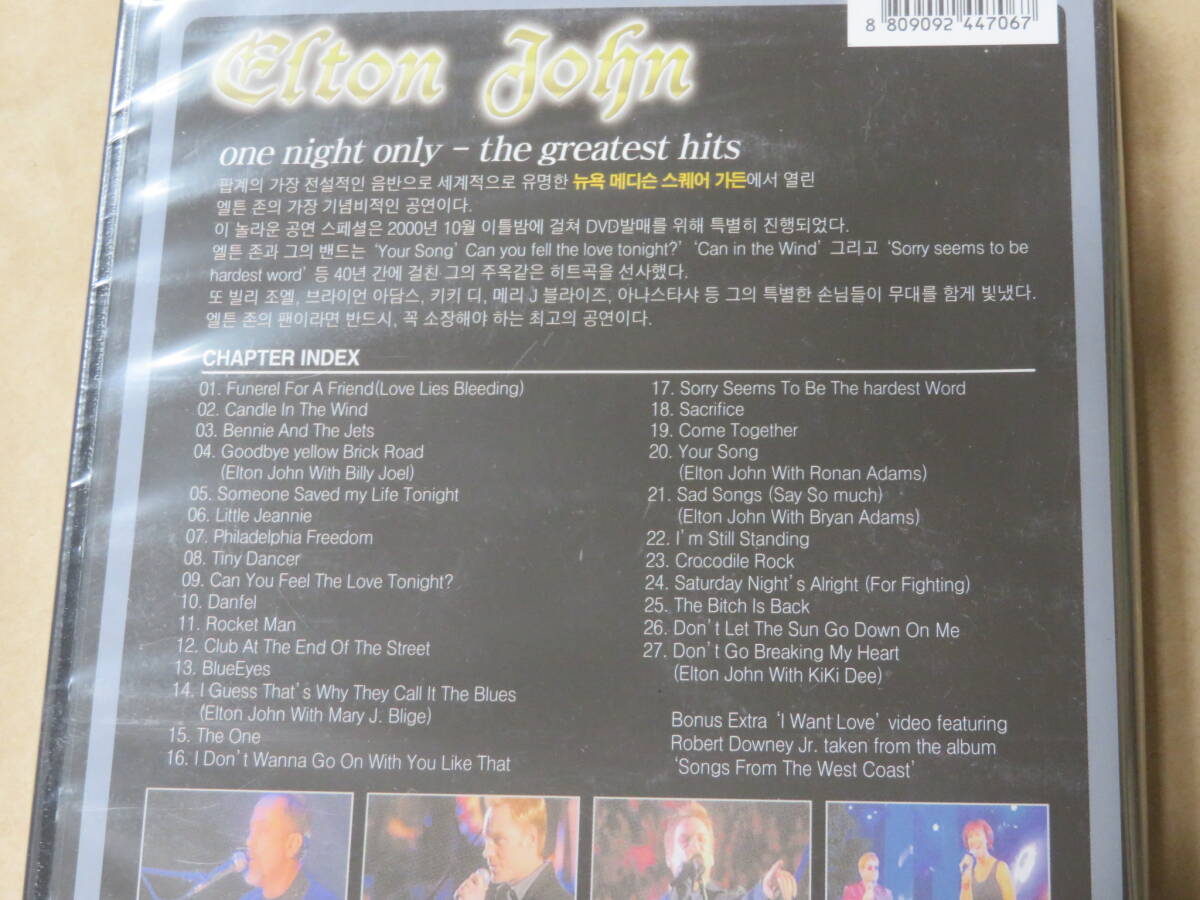 8 809092 447067
Elton John
one night only - the greatest hits
팝계의 가장 전설적인 음반으로 세계적으로 유명한 뉴욕 메디슨 스퀘어 가든에서 열린
엘튼 존의 가장 기념비적인 공연이다.
이 놀라운 공연 스페셜은 2000년 10월 이틀밤에 걸쳐 DVD발매를 위해 특별히 진행되었다.
엘튼 존과 그의 밴드는 ‘Your Song’ Can you fell the love tonight?’ ‘Can in the Wind’ 그리고 ‘Sorry seems to be
hardest word’ 등 40년 간에 걸친 그의 주옥같은 히트곡을 선사했다.
또 빌리 조엘, 브라이언 아담스, 키키 디, 메리 J 블라이즈, 아나스타샤 등 그의 특별한 손님들이 무대를 함게 빛냈다.
엘튼 존의 팬이라면 반드시, 꼭 소장해야 하는 최고의 공연이다.
CHAPTER INDEX
01. Funerel For A Friend(Love Lies Bleeding)
02. Candle In The Wind
03. Bennie And The Jets
04. Goodbye yellow Brick Road
(Elton John With Billy Joel)
05. Someone Saved my Life Tonight
06. Little Jeannie
07. Philadelphia Freedom
08. Tiny Dancer
09. Can You Feel The Love Tonight?
10. Danfel
11. Rocket Man
12. Club At The End Of The Street
13. BlueEyes
14. I Guess That’s Why They Call It The Blues
(Elton John With Mary J. Blige)
15. The One
16. I Don’t Wanna Go On With You Like That
17. Sorry Seems To Be The hardest Word
18. Sacrifice
19. Come Together
20. Your Song
(Elton John With Ronan Adams)
21. Sad Songs (Say So much)
(Elton John With Bryan Adams)
22. I’m Still Standing
23. Crocodile Rock
24. Saturday Night’s Alright (For Fighting)
25. The Bitch Is Back
26. Don’t Let The Sun Go Down On Me
27. Don’t Go Breaking My Heart
(Elton John With KiKi Dee)
Bonus Extra ‘I Want Love’ video featuring
Robert Downey Jr. taken from the album
‘Songs From The West Coast’